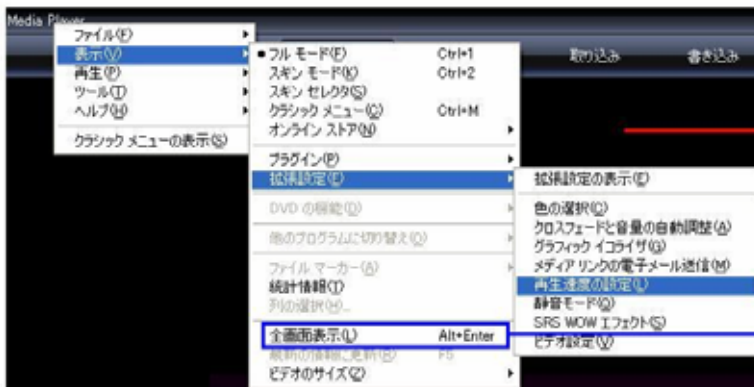 Media Player
ファイル(F)
表示(V)
再生(P)
ツール(T)
ヘルプ(H)
クラシック メニューの表示(S)
フル モード(F) Ctrl+1
スキン モード(K) Ctrl+2
スキン セレクタ(S)
クラシック メニュー(C) Ctrl+M
オンライン ストア(N)
プラグイン(P)
拡張設定(E)
DVD の機能(D)
他のプログラムに切り替え(O)
ファイル マーカー(A)
統計情報(T)
列の選択(H)...
全画面表示(L) Alt+Enter
最新の情報に更新(R) F5
ビデオのサイズ(Z)
取り込み
書き込み
拡張設定の表示(E)
色の選択(C)
クロスフェードと音量の自動調整(A)
グラフィック イコライザ(G)
メディア リンクの電子メール送信(M)
再生速度の設定(L)
静音モード(Q)
SRS WOW エフェクト(S)
ビデオ設定(V)